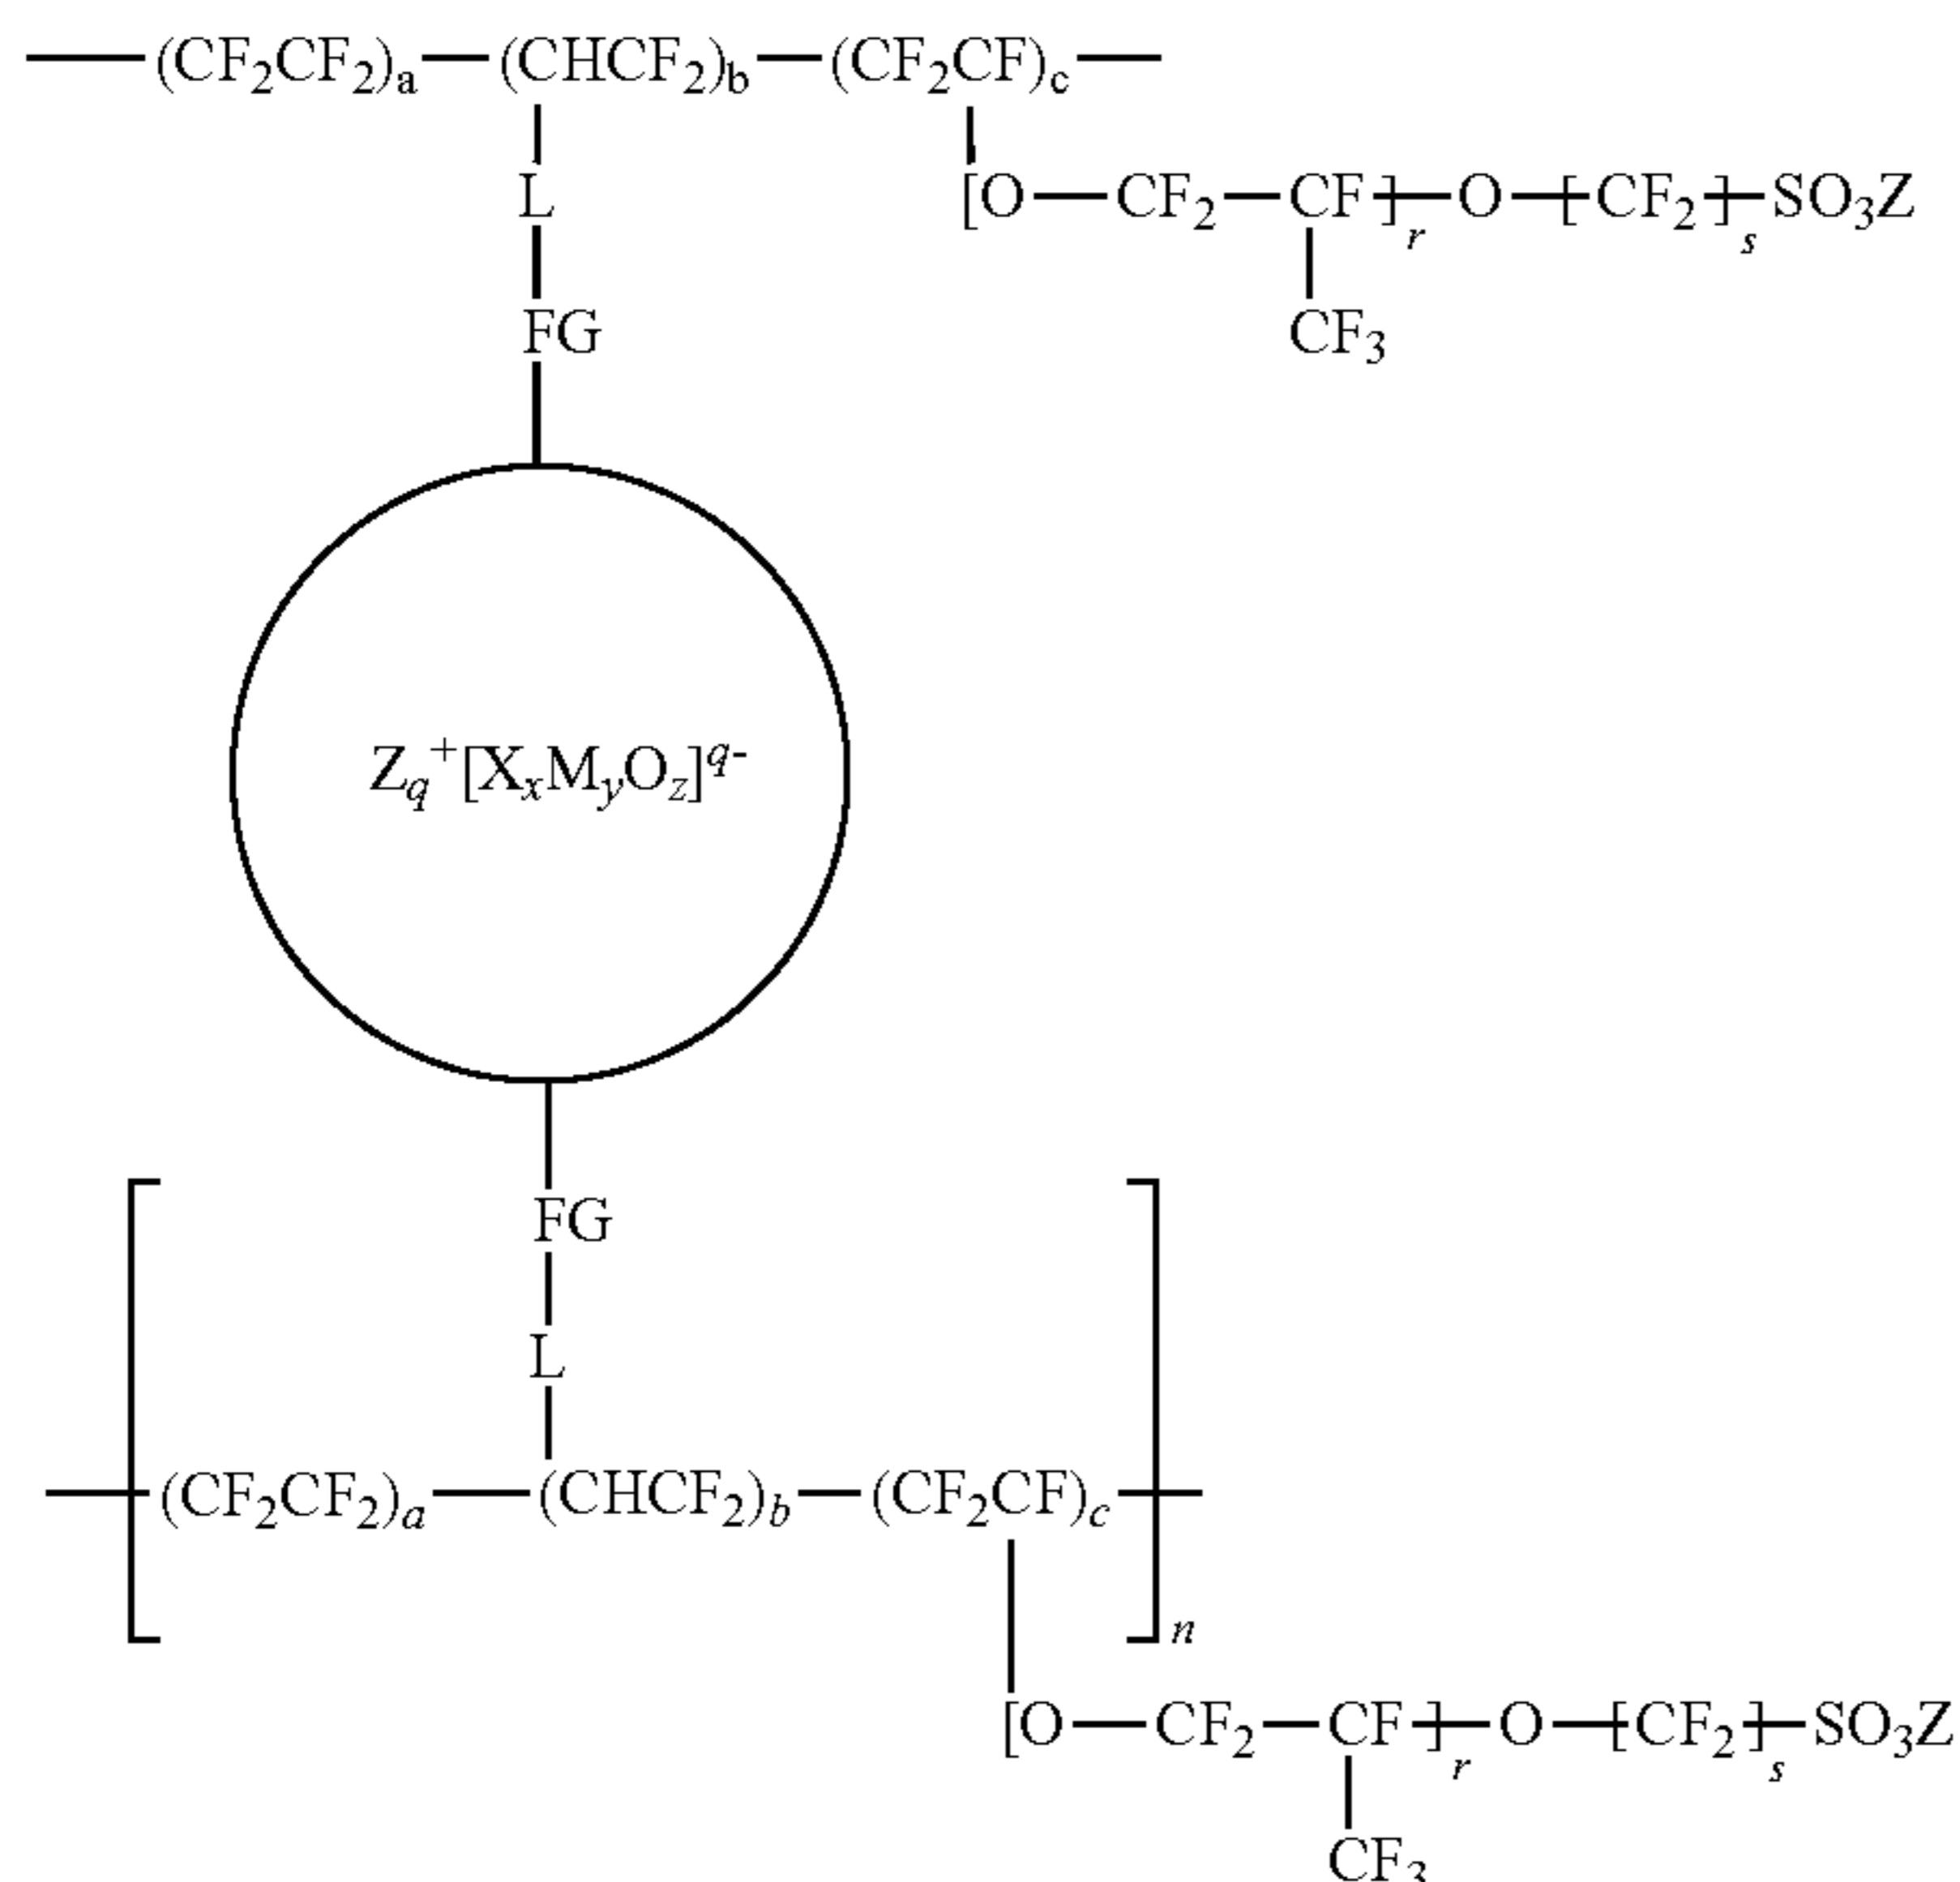 —(CF₂CF₂)a—(CHCF₂)b—(CF₂CF)c—
L [O—CF₂—CF]r—O—[CF₂]s—SO₃Z
FG CF₃
Zq⁺[XxMyOz]q-
FG
L
[(CF₂CF₂)a—(CHCF₂)b—(CF₂CF)c]n
[O—CF₂—CF]r—O—[CF₂]s—SO₃Z
CF₃